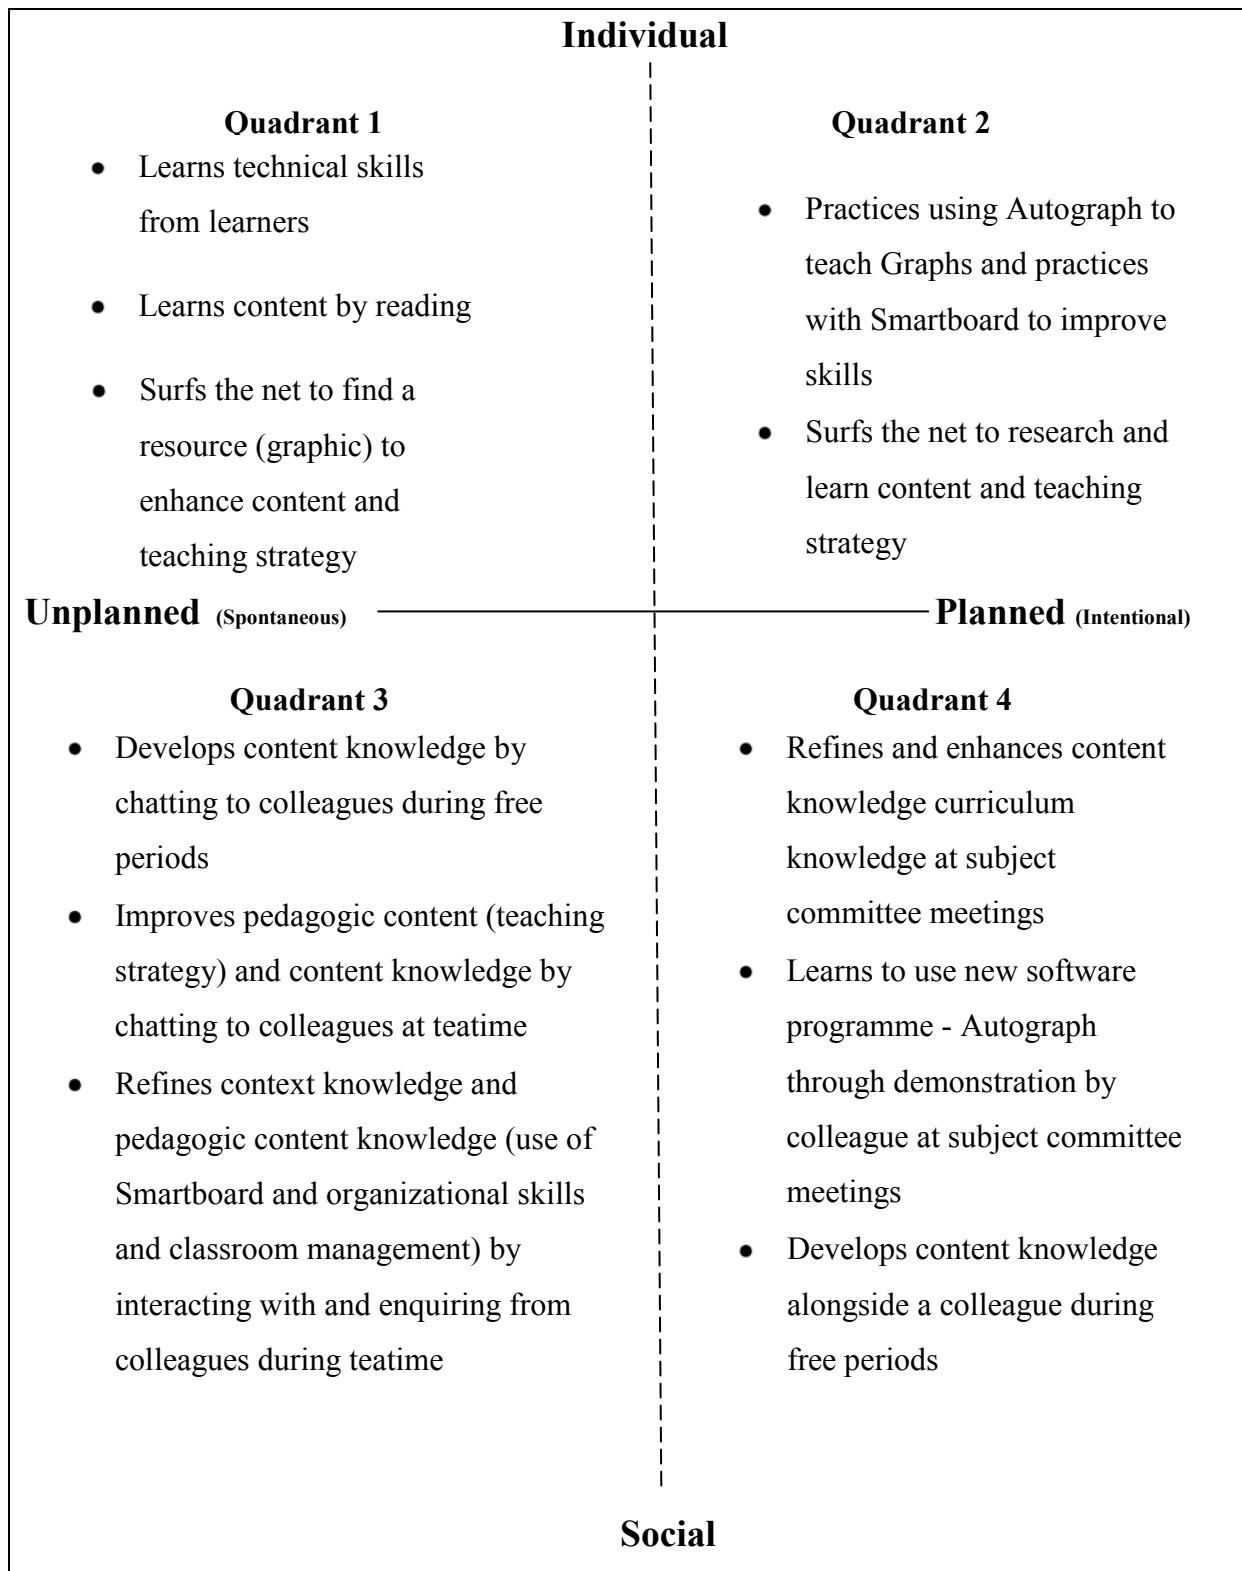 Individual
Quadrant 1
• Learns technical skills
from learners
• Learns content by reading
• Surfs the net to find a
resource (graphic) to
enhance content and
teaching strategy
Quadrant 2
• Practices using Autograph to
teach Graphs and practices
with Smartboard to improve
skills
• Surfs the net to research and
learn content and teaching
strategy
Unplanned (Spontaneous)
Planned (Intentional)
Quadrant 3
• Develops content knowledge by
chatting to colleagues during free
periods
• Improves pedagogic content (teaching
strategy) and content knowledge by
chatting to colleagues at teatime
• Refines context knowledge and
pedagogic content knowledge (use of
Smartboard and organizational skills
and classroom management) by
interacting with and enquiring from
colleagues during teatime
Quadrant 4
• Refines and enhances content
knowledge curriculum
knowledge at subject
committee meetings
• Learns to use new software
programme - Autograph
through demonstration by
colleague at subject committee
meetings
• Develops content knowledge
alongside a colleague during
free periods
Social